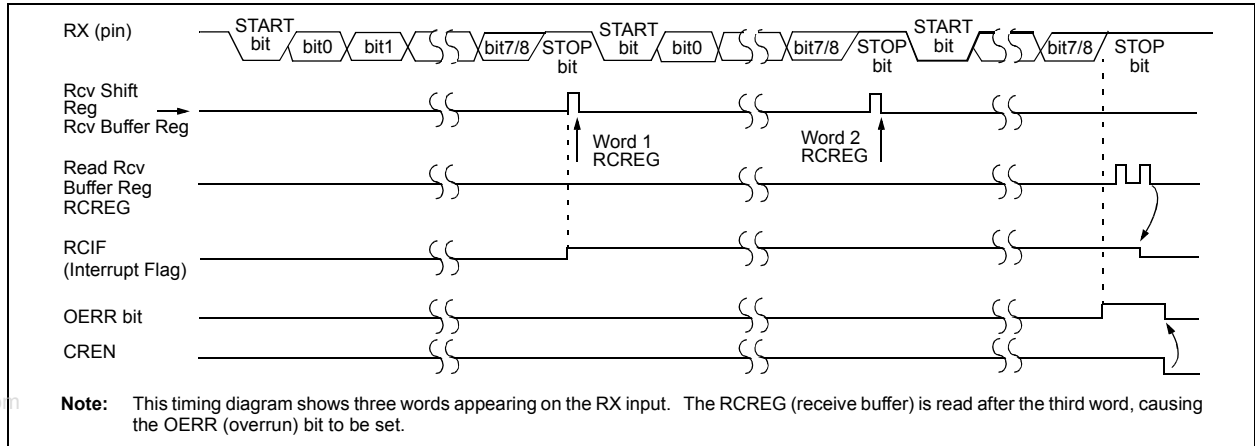 RX (pin)
START
bit
bit0
bit1
bit7/8
STOP
bit
START
bit
bit0
bit7/8
STOP
bit
START
bit
bit7/8
STOP
bit
Rcv Shift
Reg
Rcv Buffer Reg
Word 1
RCREG
Word 2
RCREG
Read Rcv
Buffer Reg
RCREG
RCIF
(Interrupt Flag)
OERR bit
CREN
Note: This timing diagram shows three words appearing on the RX input. The RCREG (receive buffer) is read after the third word, causing
the OERR (overrun) bit to be set.
om